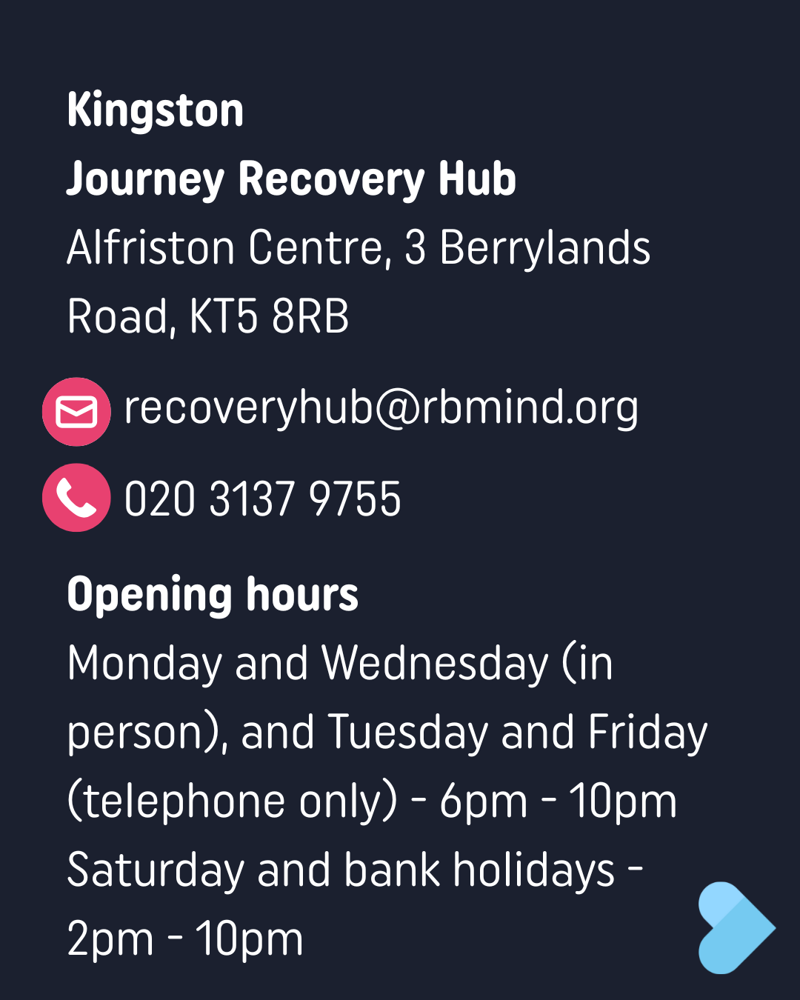 Kingston
Journey Recovery Hub
Alfriston Centre, 3 Berrylands
Road, KT5 8RB
recoveryhub@rbmind.org
020 3137 9755
Opening hours
Monday and Wednesday (in
person), and Tuesday and Friday
(telephone only) - 6pm - 10pm
Saturday and bank holidays -
2pm - 10pm